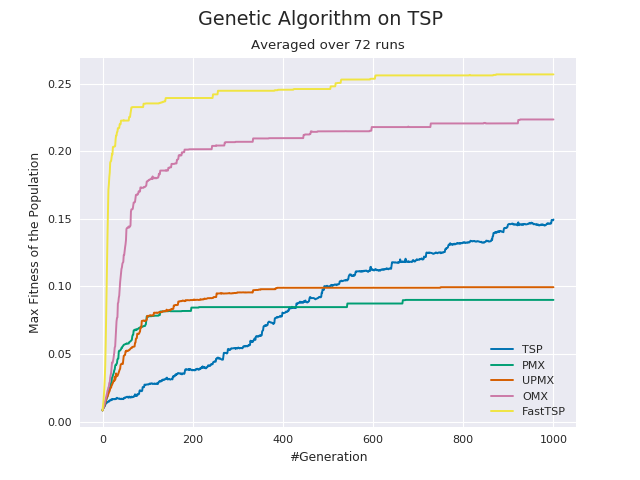 Genetic Algorithm on TSP
Averaged over 72 runs
Max Fitness of the Population
0.25
0.20
0.15
0.10
0.05
0.00
0
200
400
600
800
1000
#Generation
TSP
PMX
UPMX
OMX
FastTSP